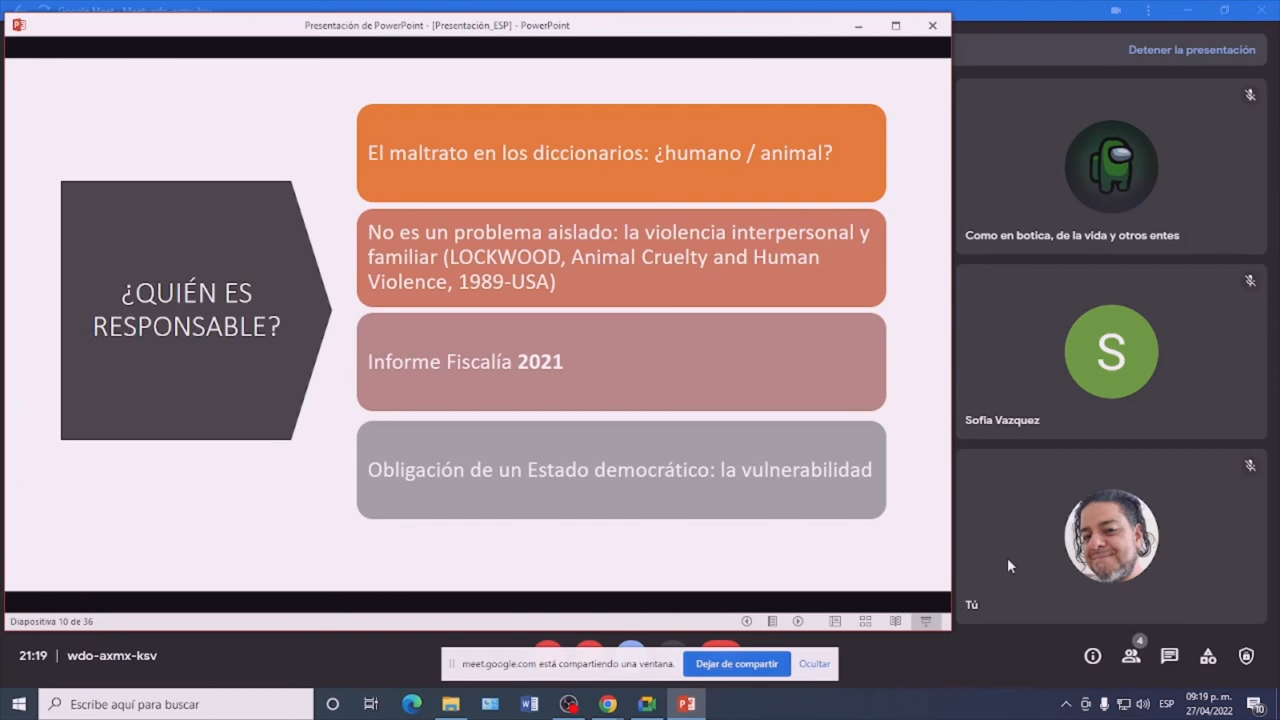 Presentación de PowerPoint - [Presentación_ESP] - PowerPoint
Detener la presentación
¿QUIÉN ES
RESPONSABLE?
El maltrato en los diccionarios: ¿humano / animal?
No es un problema aislado: la violencia interpersonal y
familiar (LOCKWOOD, Animal Cruelty and Human
Violence, 1989-USA)
Informe Fiscalía 2021
Obligación de un Estado democrático: la vulnerabilidad
Como en botica, de la vida y otros entes
S
Sofia Vazquez
Tú
Diapositiva 10 de 36
21:19 | wdo-axmx-ksv
meet.google.com está compartiendo una ventana.
Dejar de compartir
Ocultar
4
Escribe aquí para buscar
ESP
09:19 p. m.
27/04/2022
10